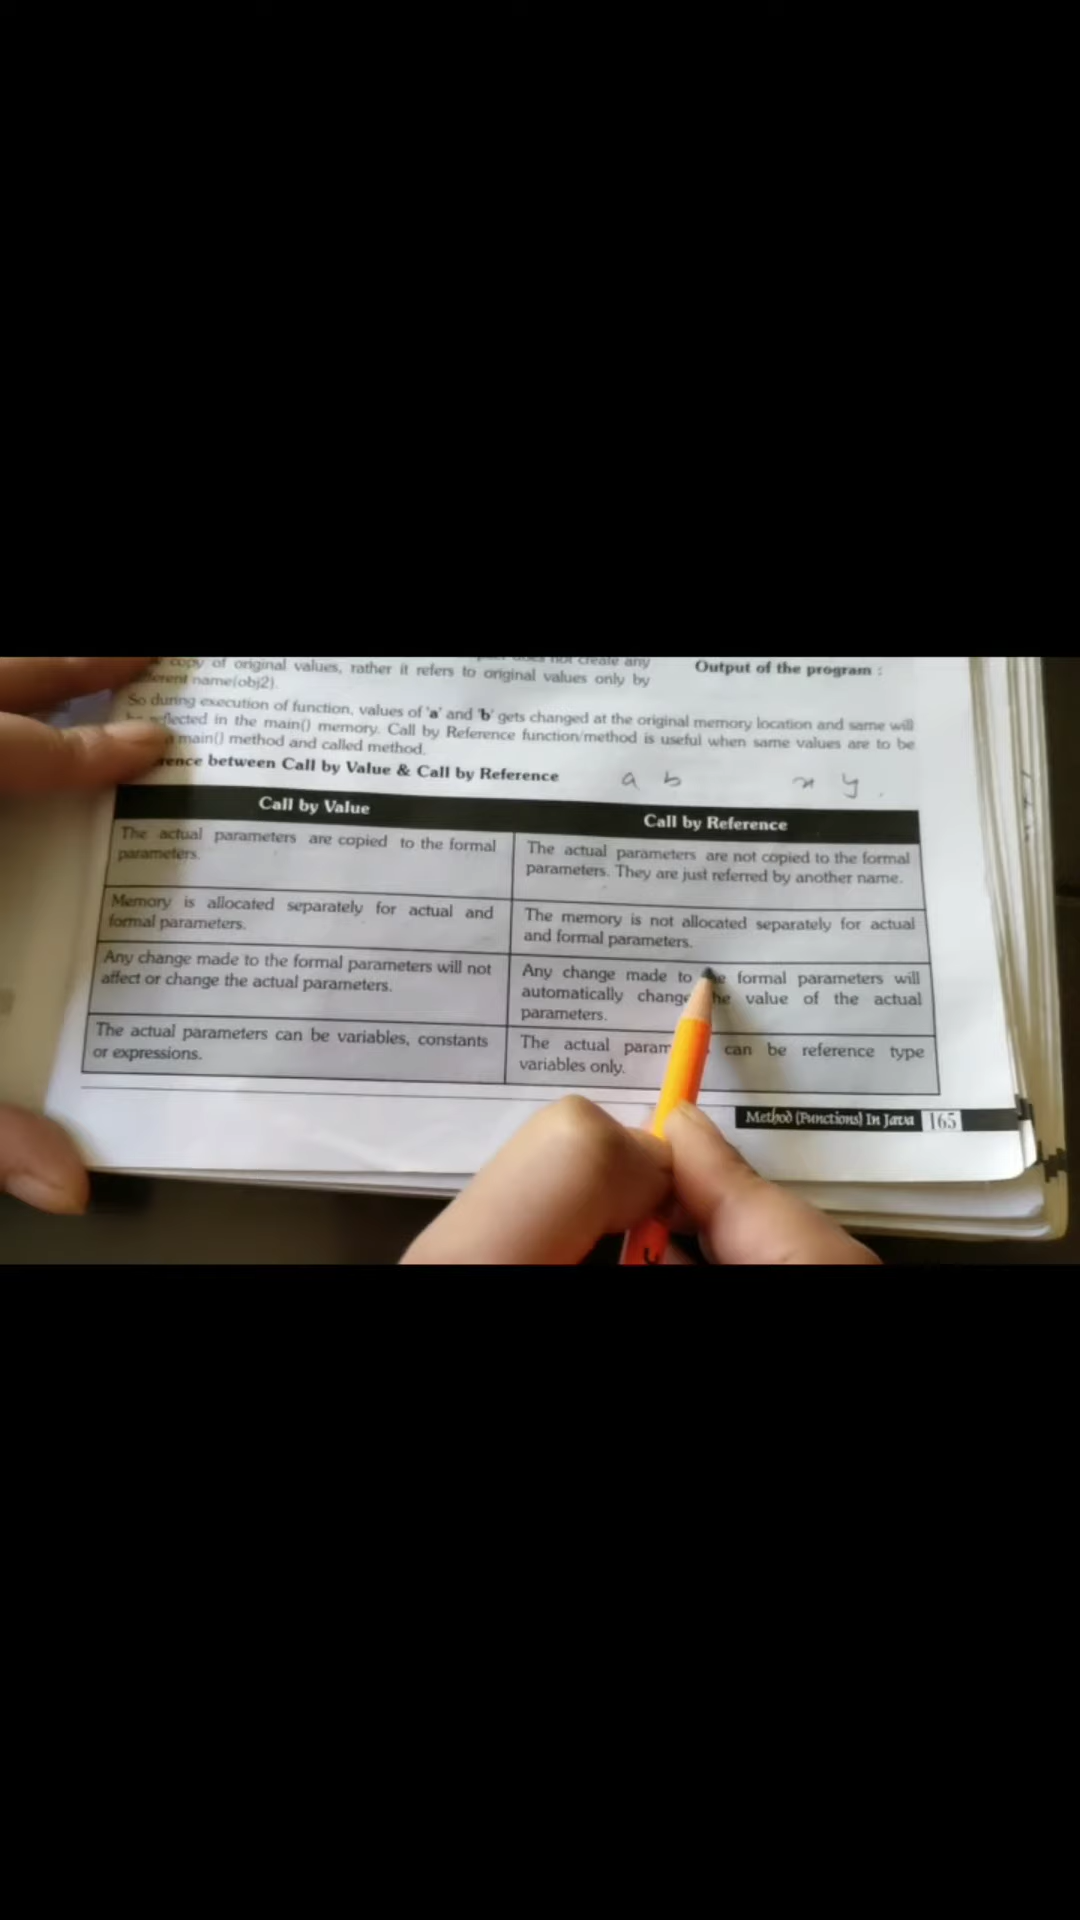 copy of original values, rather it refers to original values only by
name(obj2).
Output of the program :
So during execution of function, values of 'a' and 'b' gets changed at the original memory location and same will
in the main() memory. Call by Reference function/method is useful when same values are to be
main() method and called method.
between Call by Value & Call by Reference
a b x y
Call by Value
Call by Reference
The actual parameters are copied to the formal
parameters.
The actual parameters are not copied to the formal
parameters. They are just referred by another name.
Memory is allocated separately for actual and
formal parameters.
The memory is not allocated separately for actual
and formal parameters.
Any change made to the formal parameters will not
affect or change the actual parameters.
Any change made to formal parameters will
automatically change value of the actual
parameters.
The actual parameters can be variables, constants
or expressions.
The actual can be reference type
variables only.
Method (Functions) In Java 165